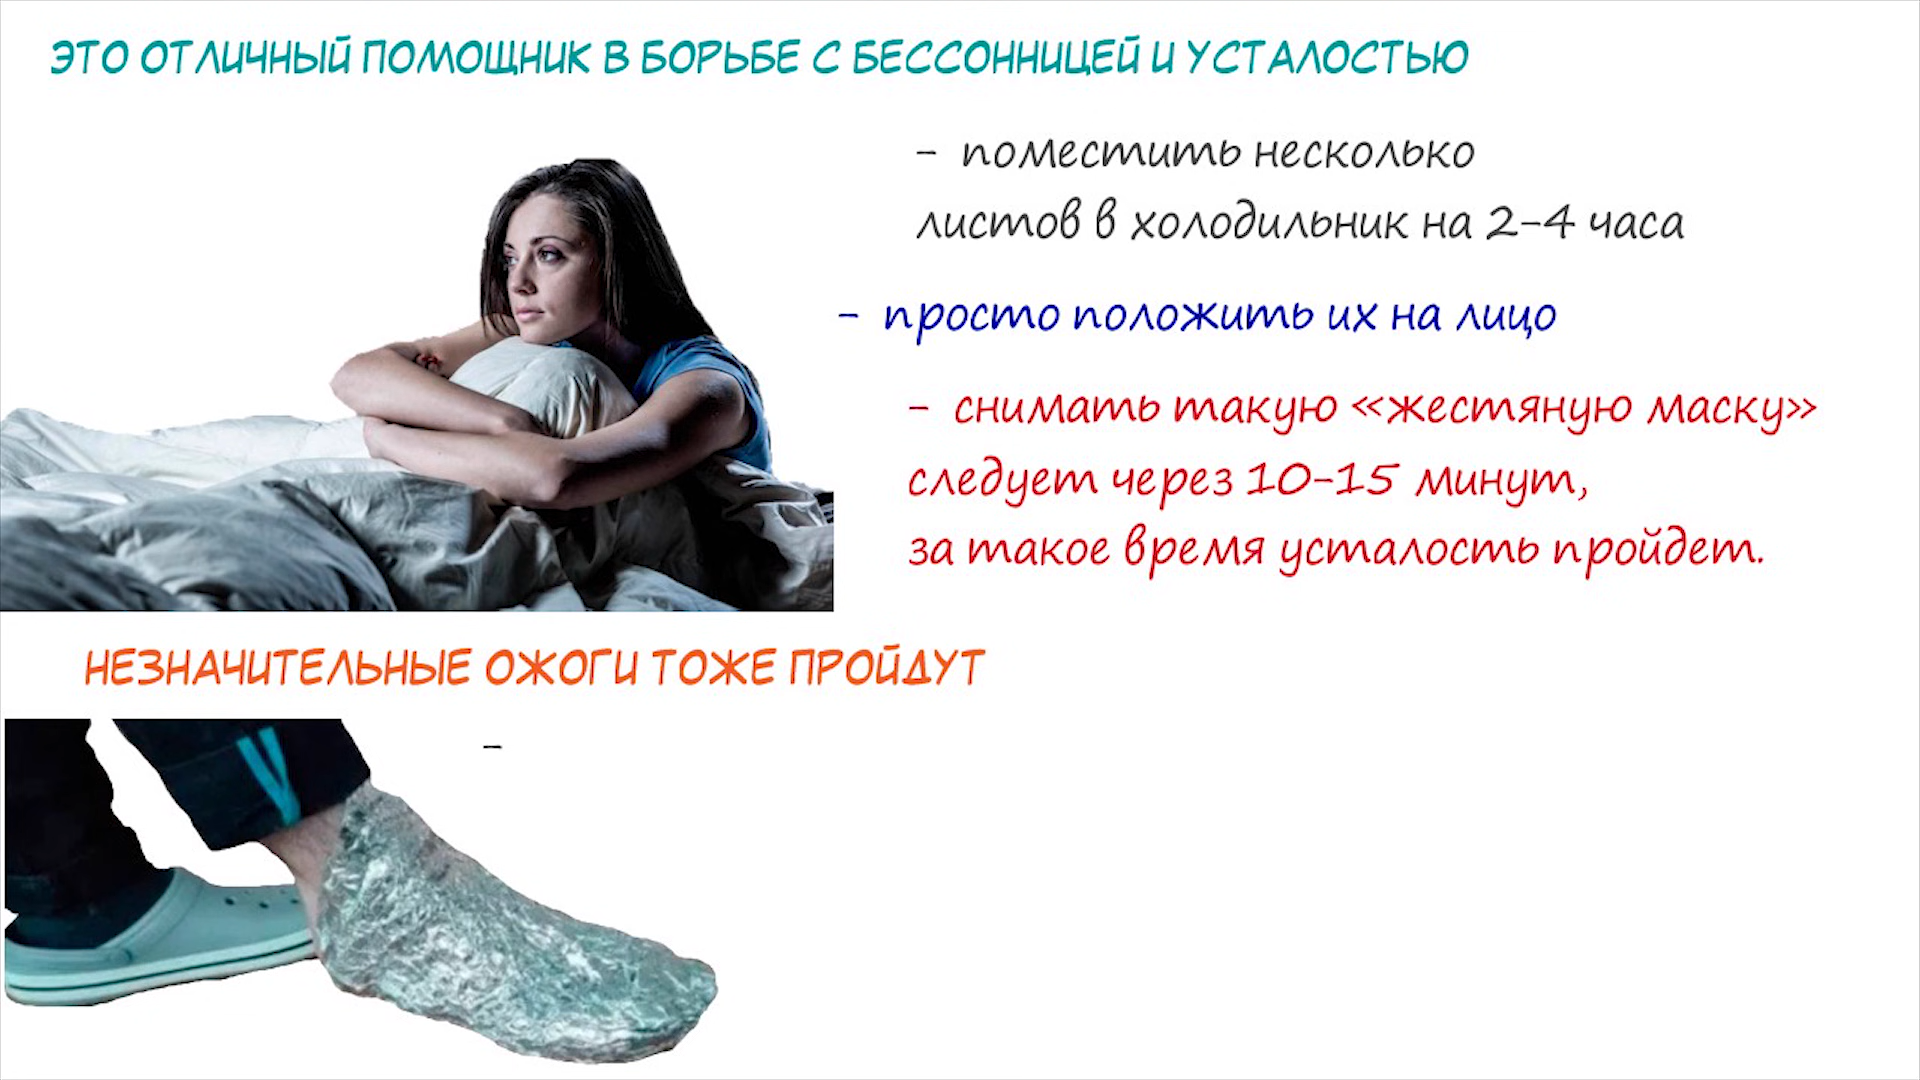 ЭТО ОТЛИЧНЫЙ ПОМОЩНИК В БОРЬБЕ С БЕССОННИЦЕЙ И УСТАЛОСТЬЮ
- поместить несколько
листов в холодильник на 2-4 часа
- просто положить их на лицо
- снимать такую «жестяную маску»
следует через 10-15 минут,
за такое время усталость пройдет.
НЕЗНАЧИТЕЛЬНЫЕ ОЖОГИ ТОЖЕ ПРОЙДУТ
-